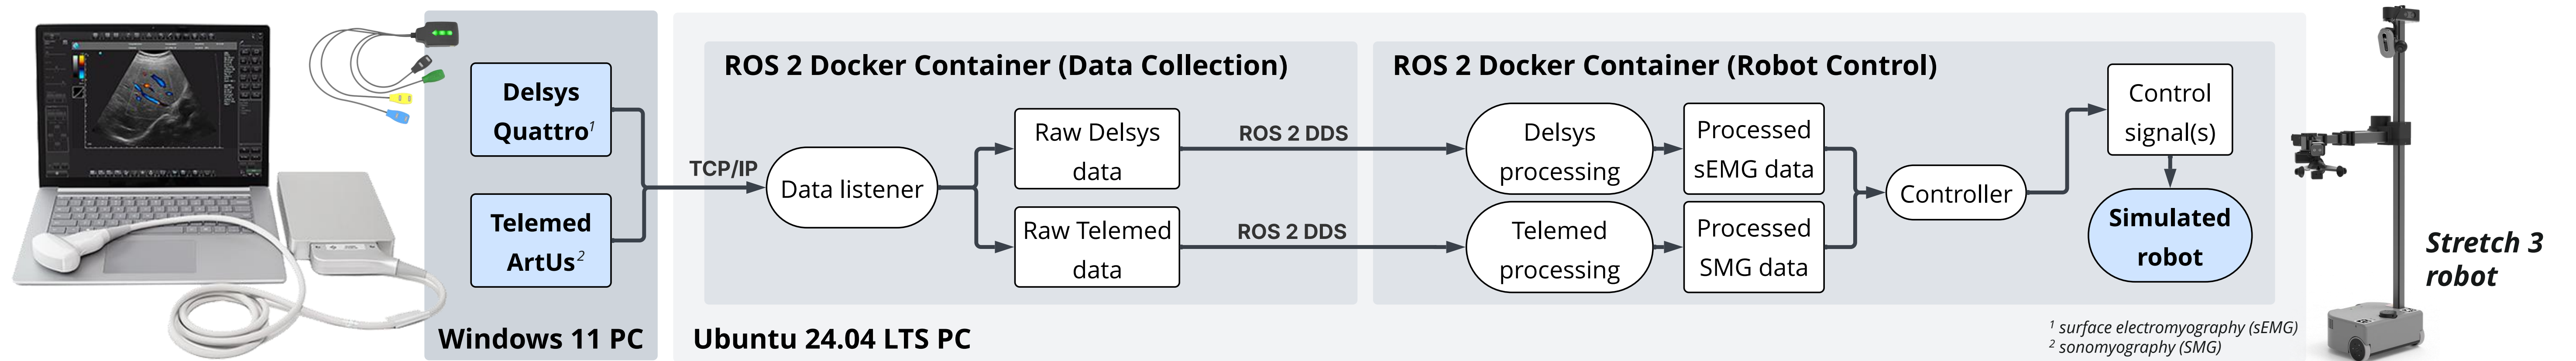 Delsys
Quattro¹
Telemed
ArtUs²
Windows 11 PC
TCP/IP
ROS 2 Docker Container (Data Collection)
Data listener
Raw Delsys
data
Raw Telemed
data
ROS 2 DDS
ROS 2 DDS
ROS 2 Docker Container (Robot Control)
Delsys
processing
Telemed
processing
Processed
sEMG data
Processed
SMG data
Controller
Control
signal(s)
Simulated
robot
Ubuntu 24.04 LTS PC
¹ surface electromyography (sEMG)
² sonomyography (SMG)
Stretch 3
robot